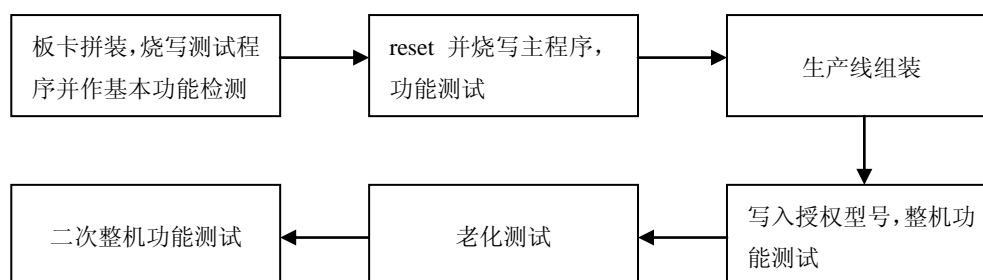 板卡拼装,烧写测试程
序并作基本功能检测
reset 并烧写主程序,
功能测试
生产线组装
写入授权型号,整机功
能测试
老化测试
二次整机功能测试